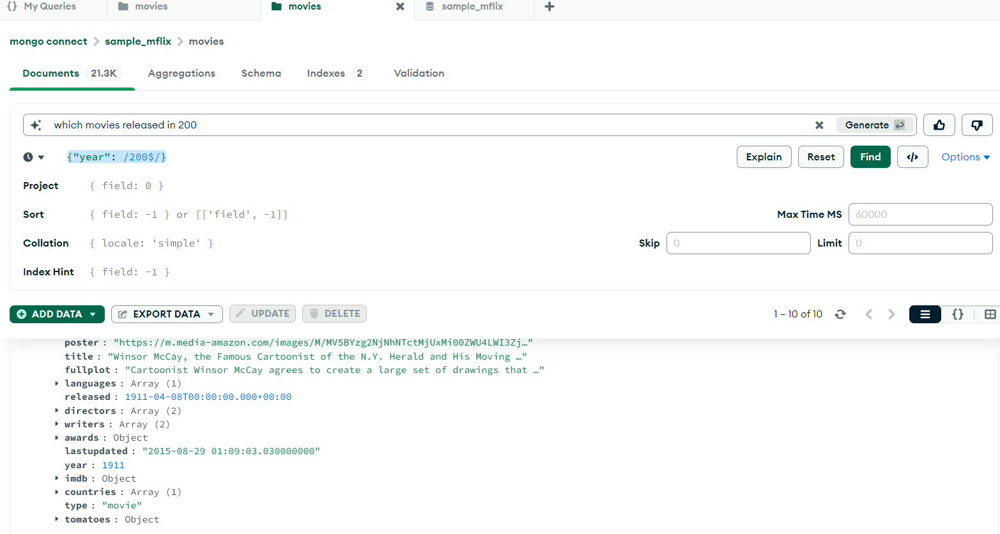 My Queries movies movies sample_mflix
mongo connect sample_mflix movies
Documents 21.3K Aggregations Schema Indexes 2 Validation
which movies released in 200 Generate
{"year": /200$/} Explain Reset Find </> Options
Project { field: 0 }
Sort { field: -1 } or [['field', -1]] Max Time MS 60000
Collation { locale: 'simple' } Skip 0 Limit 0
Index Hint { field: -1 }
ADD DATA EXPORT DATA UPDATE DELETE 1 – 10 of 10 {}
poster : "https://m.media-amazon.com/images/M/MV5BYzg2NjNhNTctMjUxMi00ZWU4LWI3Zj…"
title : "Winsor McCay, the Famous Cartoonist of the N.Y. Herald and His Moving …"
fullplot : "Cartoonist Winsor McCay agrees to create a large set of drawings that …"
languages : Array (1)
released : 1911-04-08T00:00:00.000+00:00
directors : Array (2)
writers : Array (2)
awards : Object
lastupdated : "2015-08-29 01:09:03.030000000"
year : 1911
imdb : Object
countries : Array (1)
type : "movie"
tomatoes : Object